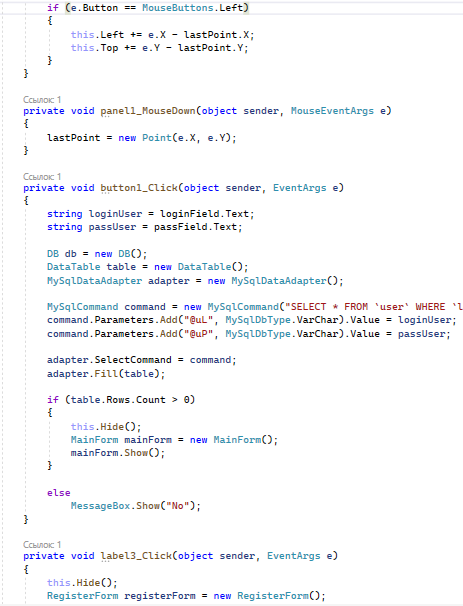 if (e.Button == MouseButtons.Left)
{
this.Left += e.X - lastPoint.X;
this.Top += e.Y - lastPoint.Y;
}
}
Ссылок: 1
private void panel1_MouseDown(object sender, MouseEventArgs e)
{
lastPoint = new Point(e.X, e.Y);
}
Ссылок: 1
private void button1_Click(object sender, EventArgs e)
{
string loginUser = loginField.Text;
string passUser = passField.Text;
DB db = new DB();
DataTable table = new DataTable();
MySqlDataAdapter adapter = new MySqlDataAdapter();
MySqlCommand command = new MySqlCommand("SELECT * FROM `user` WHERE `l
command.Parameters.Add("@uL", MySqlDbType.VarChar).Value = loginUser;
command.Parameters.Add("@uP", MySqlDbType.VarChar).Value = passUser;
adapter.SelectCommand = command;
adapter.Fill(table);
if (table.Rows.Count > 0)
{
this.Hide();
MainForm mainForm = new MainForm();
mainForm.Show();
}
else
MessageBox.Show("No");
}
Ссылок: 1
private void label3_Click(object sender, EventArgs e)
{
this.Hide();
RegisterForm registerForm = new RegisterForm();